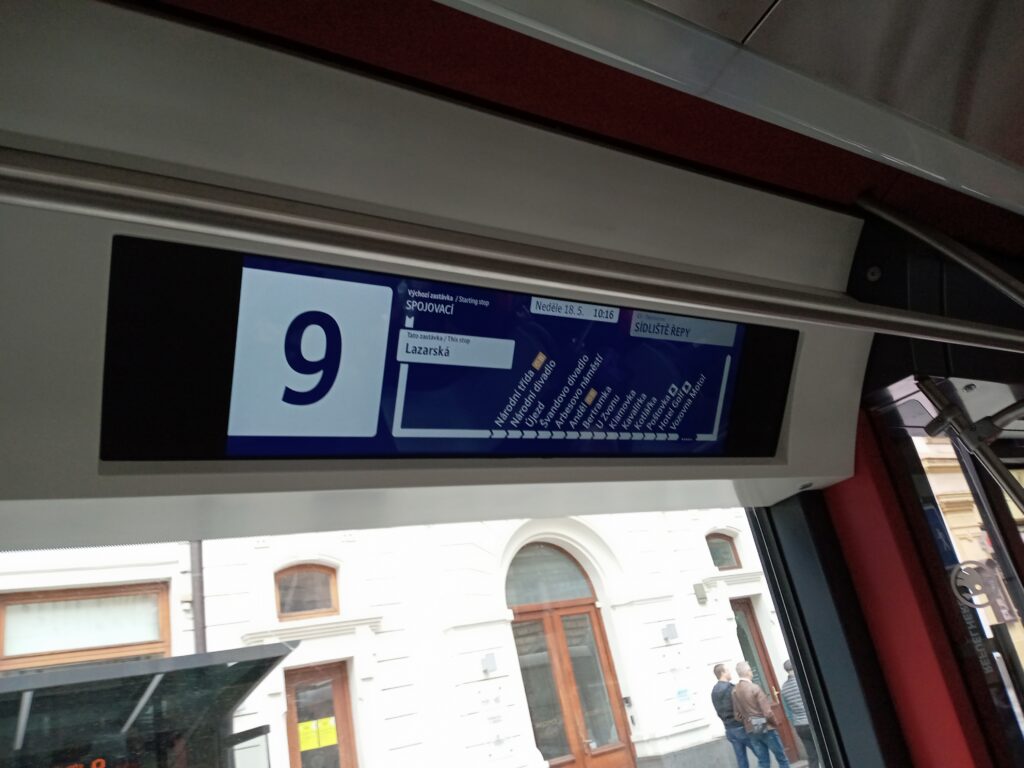 9
Výchozí zastávka / Starting stop
SPOJOVACÍ
Tato zastávka / This stop
Lazarská
Neděle 18. 5. 10:16
SÍDLIŠTĚ ŘEPY
Národní třída
Národní divadlo
Újezd
Švandovo divadlo
Arbesovo náměstí
Anděl
Bertramka
U Zvonu
Klamovka
Kavalírka
Kotlářka
Poštovka
Hotel Golf
Vozovna Motol